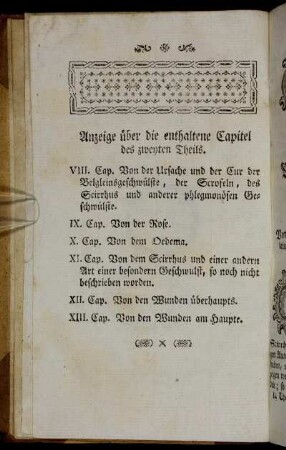 Anzeige über die enthaltene Capitel
des zweyten Theils.
VIII. Cap. Von der Ursache und der Cur der
Beigleinsgeschwülste, der Scrofeln, des
Scirrhus und anderer phlegmonösen Ge-
schwülste.
IX. Cap. Von der Rose.
X. Cap. Von dem Oedema.
XI. Cap. Von dem Scirrhus und einer andern
Art einer besondern Geschwulst, so noch nicht
beschrieben worden.
XII. Cap. Von den Wunden überhaupts.
XIII. Cap. Von den Wunden am Haupte.